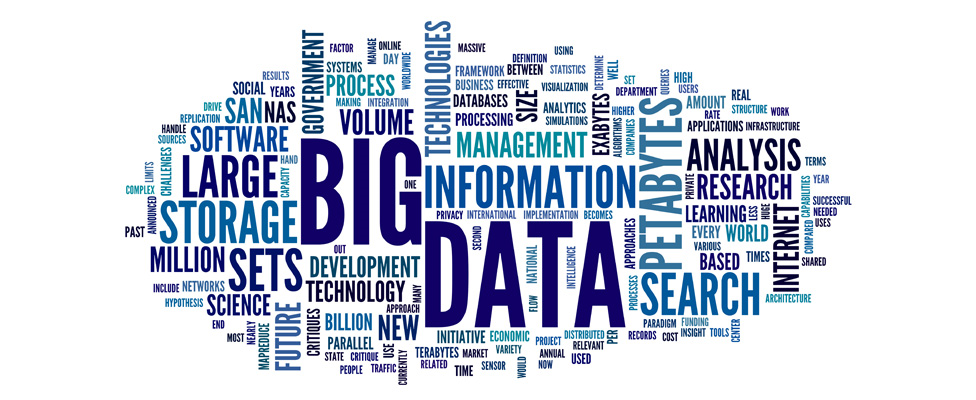 GOVERNMENT
FACTOR
MANAGE
ONLINE
DAY
WORLDWIDE
SYSTEMS
PROCESS
MAKING
INTEGRATION
VOLUME
RESULTS
SOCIAL
YEARS
DRIVE
SAN
NAS
REPLICATION
HANDLE
SOURCES
SOFTWARE
LIMITS
CHALLENGES
LARGE
HAND
CAPACITY
COMPLEX
ANNOUNCED
PAST
STORAGE
MILLION
SETS
INCLUDE
NETWORKS
HYPOTHESIS
SCIENCE
END
MOST
NEARLY
MAPREDUCE
FUTURE
BIG
ONE
OUT
DEVELOPMENT
TECHNOLOGY
MANY
APPROACH
CRITIQUES
BILLION
NEW
PARALLEL
STATE
CRITIQUE
USE
PEOPLE
TRAFFIC
CURRENTLY
TECHNOLOGIES
MASSIVE
DEFINITION
USING
FRAMEWORK
BETWEEN
STATISTICS
DETERMINE
WELL
BUSINESS
EFFECTIVE
VISUALIZATION
DATABASES
SIZE
ANALYTICS
PROCESSING
SIMULATIONS
EXABYTES
MANAGEMENT
SET
DEPARTMENT
QUERIES
HIGHER
ALGORITHMS
COMPANIES
INFORMATION
PRIVACY
INTERNATIONAL
IMPLEMENTATION
BECOMES
SECOND
DATA
NATIONAL
FLOW
INTELLIGENCE
APPROACHES
PROCESSES
PETABYTES
HIGH
USERS
AMOUNT
REAL
RATE
STRUCTURE
WORK
APPLICATIONS
INFRASTRUCTURE
ANALYSIS
TERMS
PRIVATE
RESEARCH
YEAR
CAPABILITIES
LEARNING
LESS
HUGE
SUCCESSFUL
NEEDED
USES
EVERY
WORLD
INTERNET
COMPARED
VARIOUS
BASED
TIMES
SHARED
SEARCH
ARCHITECTURE
INITIATIVE
ECONOMIC
PROJECT
DISTRIBUTED
PER
RECORDS
PARADIGM
FUNDING
COST
INSIGHT
TOOLS
CENTER
TERABYTES
MARKET
VARIETY
ANNUAL
RELEVANT
RELATED
TIME
SENSOR
WOULD
NOW
USED